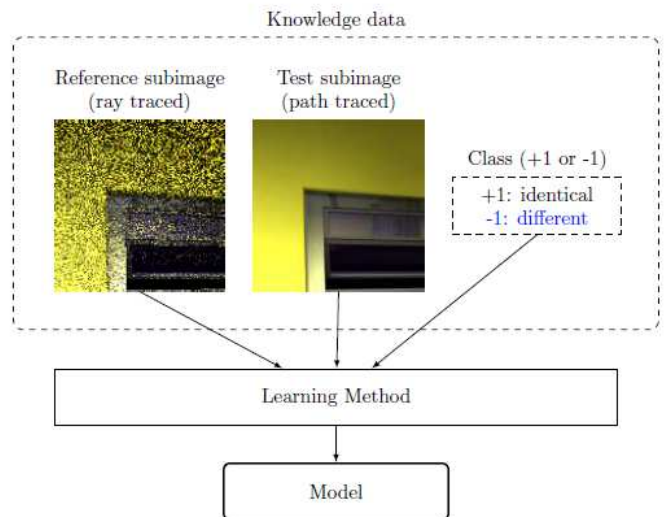 Knowledge data
Reference subimage
(ray traced)
Test subimage
(path traced)
Class (+1 or -1)
+1: identical
-1: different
Learning Method
Model